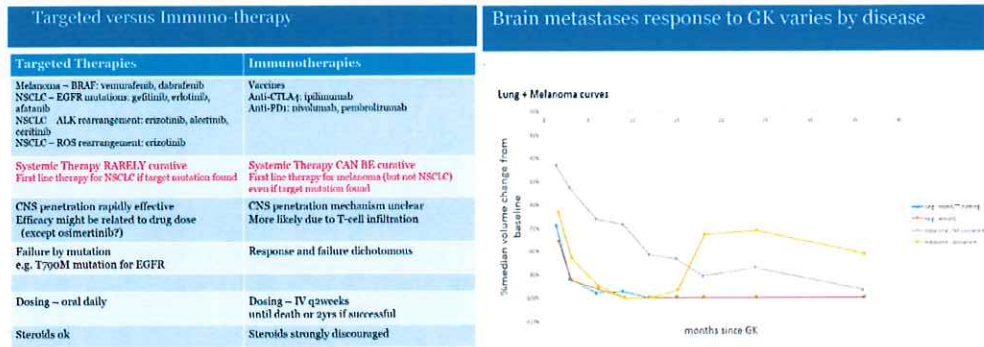 Targeted versus Immuno-therapy
Targeted Therapies
Immunotherapies
Melanoma – BRAF: vemurafenib, dabrafenib
NSCLC – EGFR mutations: gefitinib, erlotinib,
afatanib
NSCLC ALK rearrangement: crizotinib, alectinib,
ceritinib
NSCLC – ROS rearrangement: crizotinib
Vaccines
Anti-CTLA4: ipilimumab
Anti-PD1: nivolumab, pembrolizumab
Systemic Therapy RARELY curative
First line therapy for NSCLC if target mutation found
Systemic Therapy CAN BE curative
First line therapy for melanoma (but not NSCLC)
even if target mutation found
CNS penetration rapidly effective
Efficacy might be related to drug dose
(except osimertinib?)
CNS penetration mechanism unclear
More likely due to T-cell infiltration
Failure by mutation
e.g. T790M mutation for EGFR
Response and failure dichotomous
Dosing – oral daily
Dosing – IV q2weeks
until death or 2yrs if successful
Steroids ok
Steroids strongly discouraged
Brain metastases response to GK varies by disease
Lung + Melanoma curves
%median volume change from
baseline
months since GK